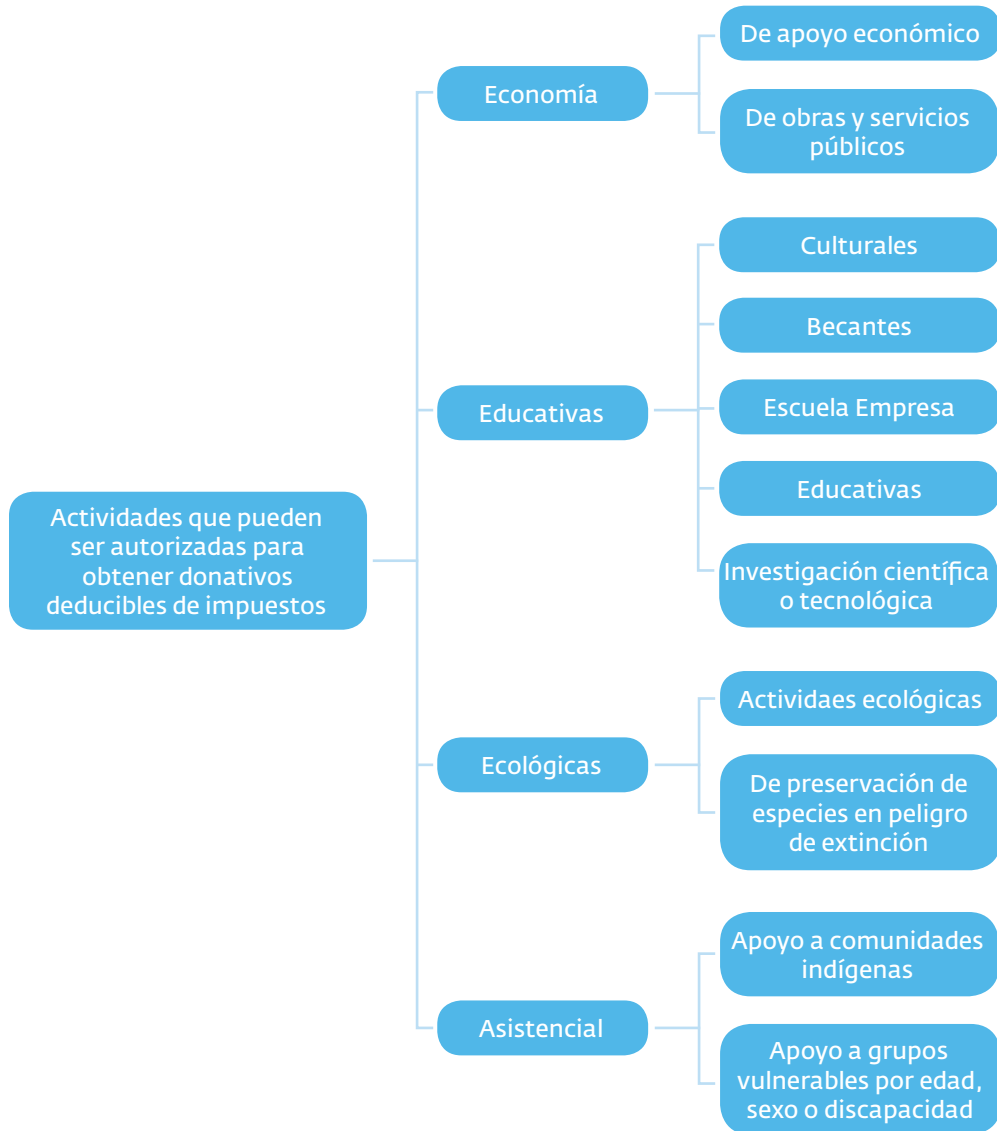 Actividades que pueden
ser autorizadas para
obtener donativos
deducibles de impuestos
Economía
De apoyo económico
De obras y servicios
públicos
Educativas
Culturales
Becantes
Escuela Empresa
Educativas
Investigación científica
o tecnológica
Ecológicas
Actividaes ecológicas
De preservación de
especies en peligro
de extinción
Asistencial
Apoyo a comunidades
indígenas
Apoyo a grupos
vulnerables por edad,
sexo o discapacidad